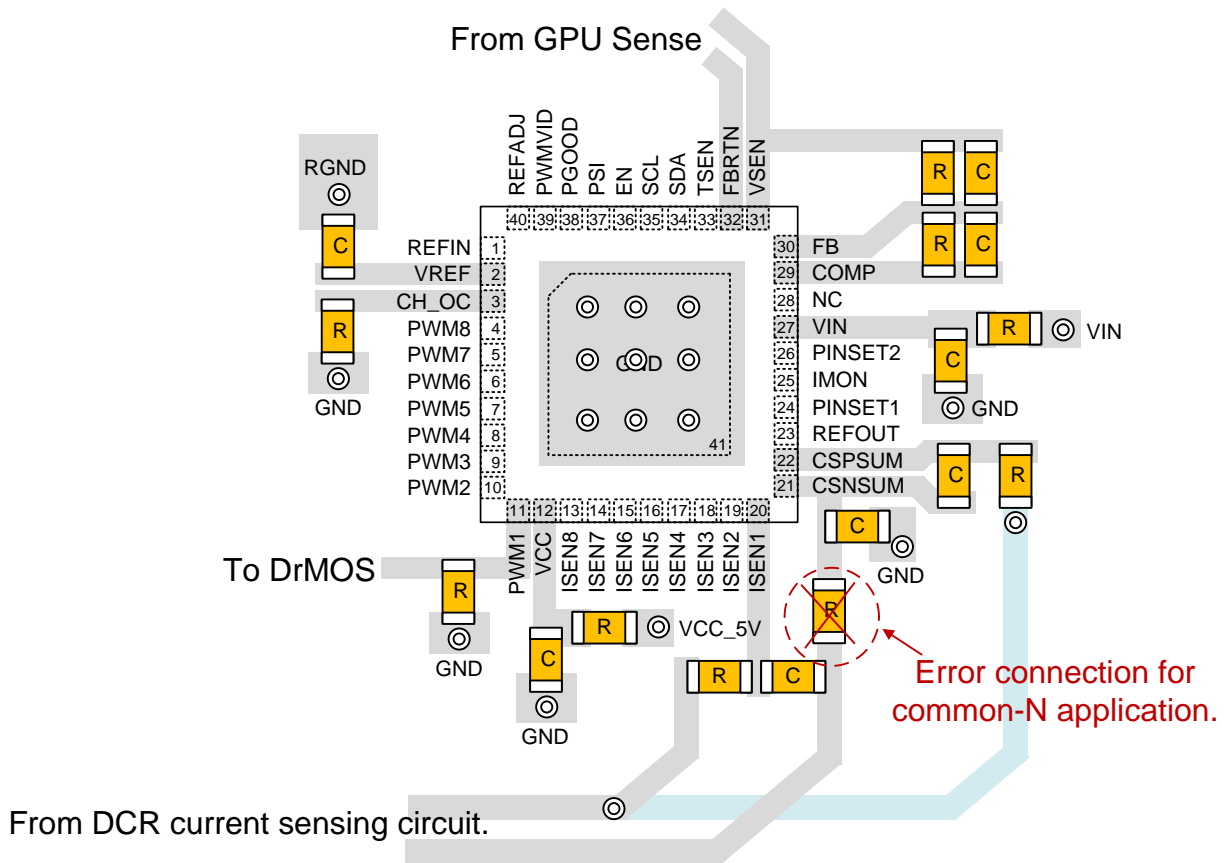 From GPU Sense
RGND
REFADJ
PWMVID
PGOOD
PSI
EN
SCL
SDA
TSEN
FBRTN
VSEN
40 39 38 37 36 35 34 33 32 31
R C
C
R C
REFIN 1
VREF 2
CH_OC 3
PWM8 4
PWM7 5
PWM6 6
PWM5 7
PWM4 8
PWM3 9
PWM2 10
30 FB
29 COMP
28 NC
27 VIN
26 PINSET2
25 IMON
24 PINSET1
23 REFOUT
22 CSPSUM
21 CSNSUM
R
GND
R VIN
C
GND
GND
41
C R
11 12 13 14 15 16 17 18 19 20
PWM1
VCC
ISEN8
ISEN7
ISEN6
ISEN5
ISEN4
ISEN3
ISEN2
ISEN1
C
GND
To DrMOS
R
GND
R VCC_5V
C
GND
R
R C
Error connection for
common-N application.
From DCR current sensing circuit.